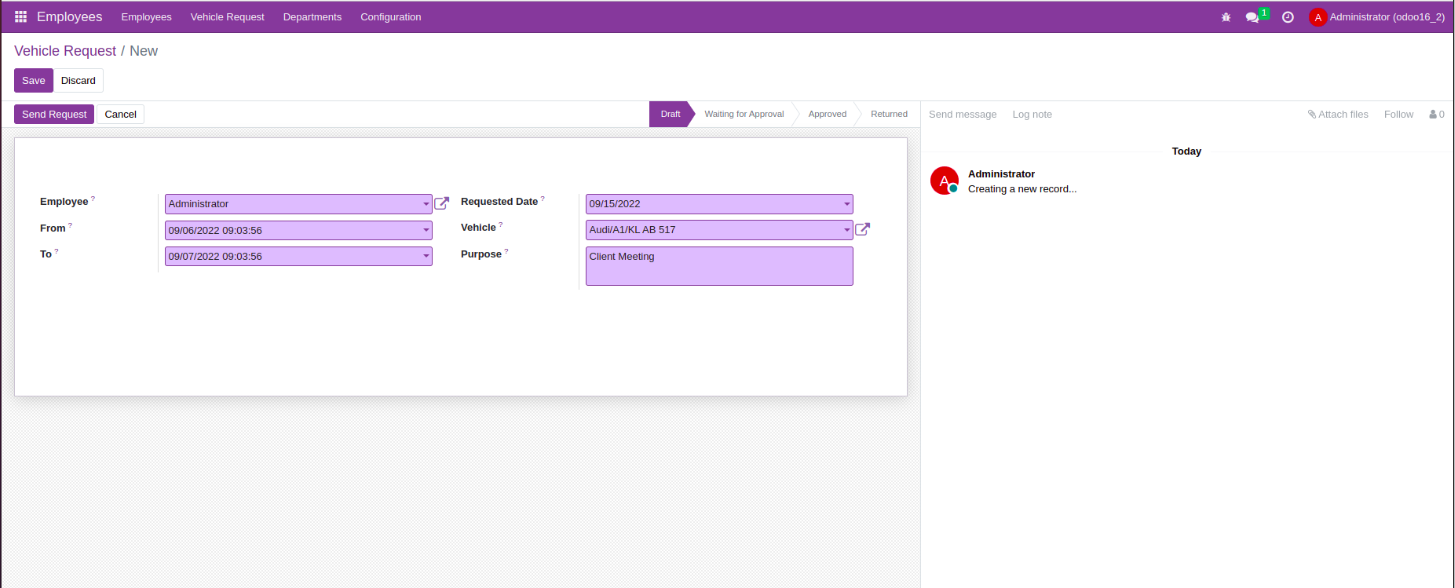 Employees Employees Vehicle Request Departments Configuration 1 A Administrator (odoo16_2)
Vehicle Request / New
Save Discard
Send Request Cancel Draft Waiting for Approval Approved Returned Send message Log note Attach files Follow 0
Today
A Administrator
Creating a new record...
Employee ? Administrator Requested Date ? 09/15/2022
From ? 09/06/2022 09:03:56 Vehicle ? Audi/A1/KL AB 517
To ? 09/07/2022 09:03:56 Purpose ? Client Meeting